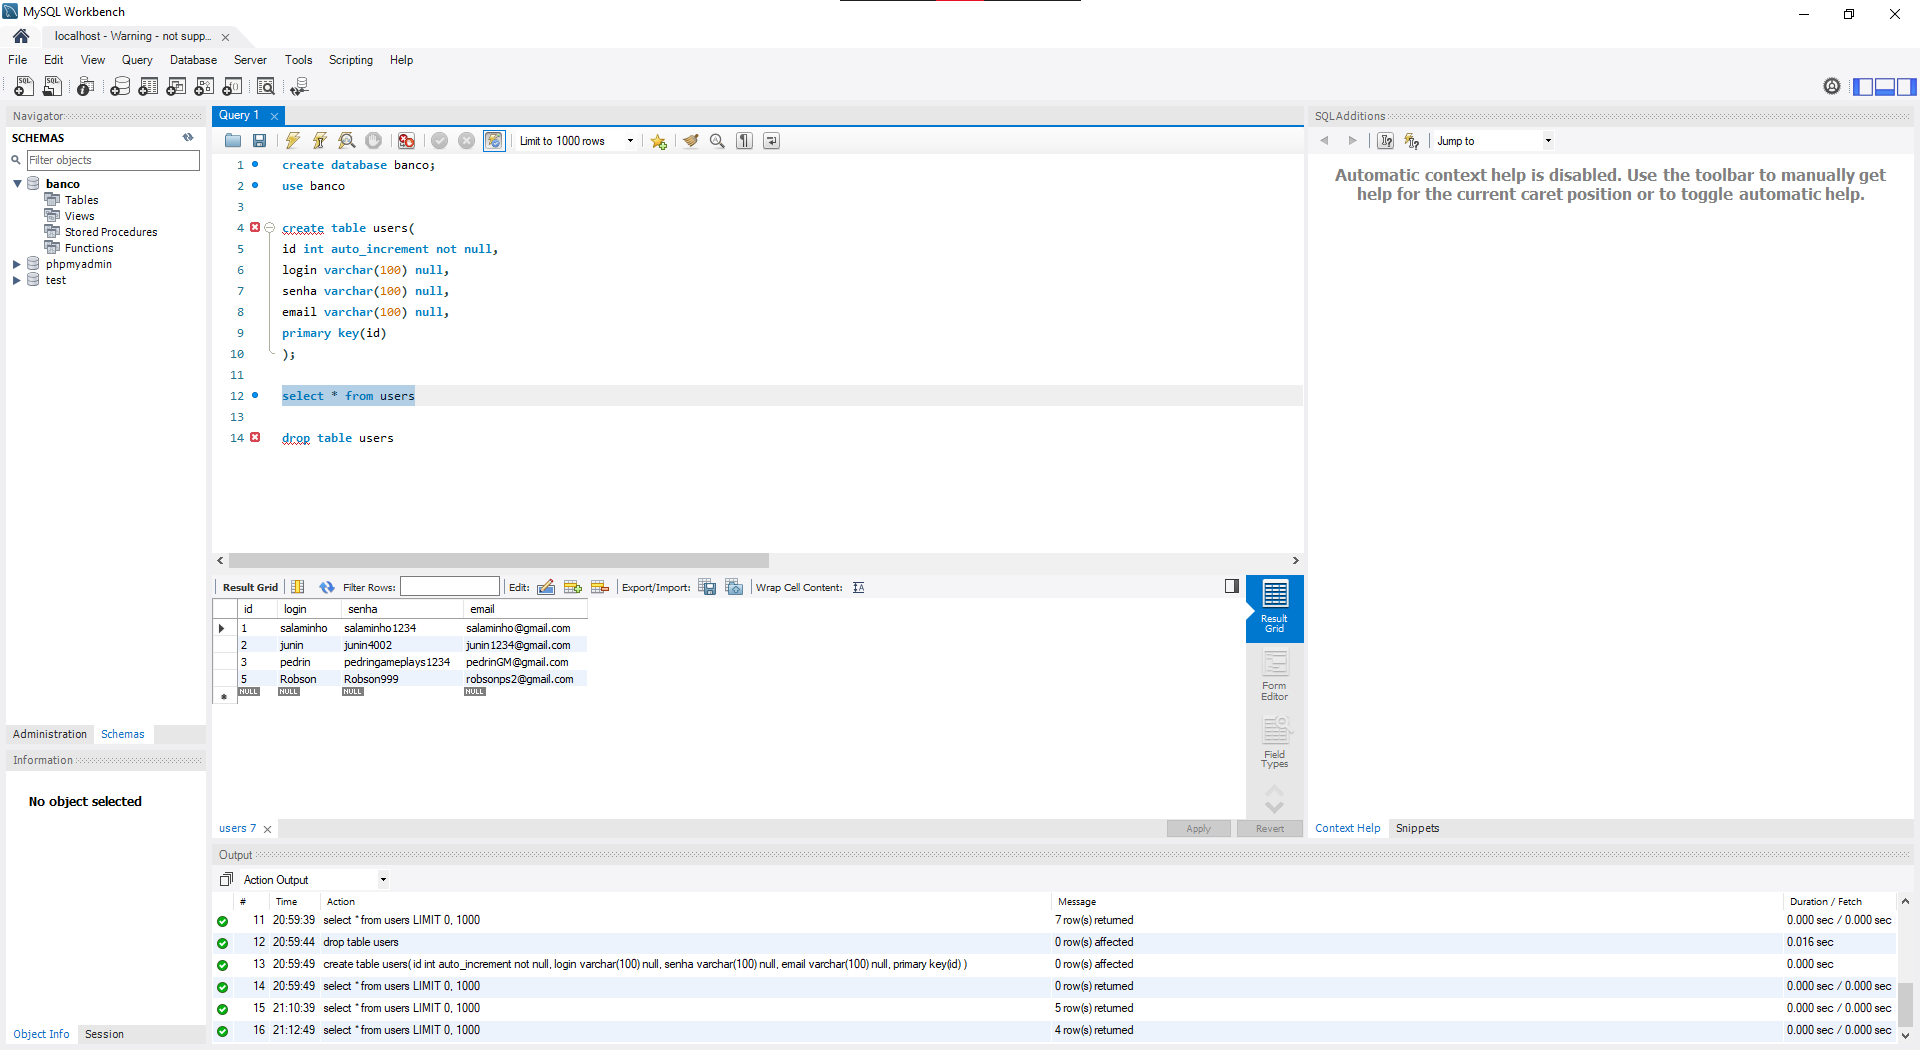 MySQL Workbench
localhost - Warning - not supp...
File Edit View Query Database Server Tools Scripting Help
Navigator
SCHEMAS
Filter objects
banco
Tables
Views
Stored Procedures
Functions
phpmyadmin
test
Administration Schemas
Information
No object selected
Object Info Session
Query 1
Limit to 1000 rows
1 create database banco;
2 use banco
3
4 create table users(
5 id int auto_increment not null,
6 login varchar(100) null,
7 senha varchar(100) null,
8 email varchar(100) null,
9 primary key(id)
10 );
11
12 select * from users
13
14 drop table users
Result Grid Filter Rows: Edit: Export/Import: Wrap Cell Content:
id login senha email
1 salaminho salaminho1234 salaminho@gmail.com
2 junin junin4002 junin1234@gmail.com
3 pedrin pedringameplays1234 pedrinGM@gmail.com
5 Robson Robson999 robsonps2@gmail.com
NULL NULL NULL NULL
Result
Grid
Form
Editor
Field
Types
users 7
Apply Revert
SQLAdditions
Jump to
Automatic context help is disabled. Use the toolbar to manually get
help for the current caret position or to toggle automatic help.
Context Help Snippets
Output
Action Output
# Time Action Message Duration / Fetch
11 20:59:39 select * from users LIMIT 0, 1000 7 row(s) returned 0.000 sec / 0.000 sec
12 20:59:44 drop table users 0 row(s) affected 0.016 sec
13 20:59:49 create table users( id int auto_increment not null, login varchar(100) null, senha varchar(100) null, email varchar(100) null, primary key(id) ) 0 row(s) affected 0.000 sec
14 20:59:49 select * from users LIMIT 0, 1000 0 row(s) returned 0.000 sec / 0.000 sec
15 21:10:39 select * from users LIMIT 0, 1000 5 row(s) returned 0.000 sec / 0.000 sec
16 21:12:49 select * from users LIMIT 0, 1000 4 row(s) returned 0.000 sec / 0.000 sec